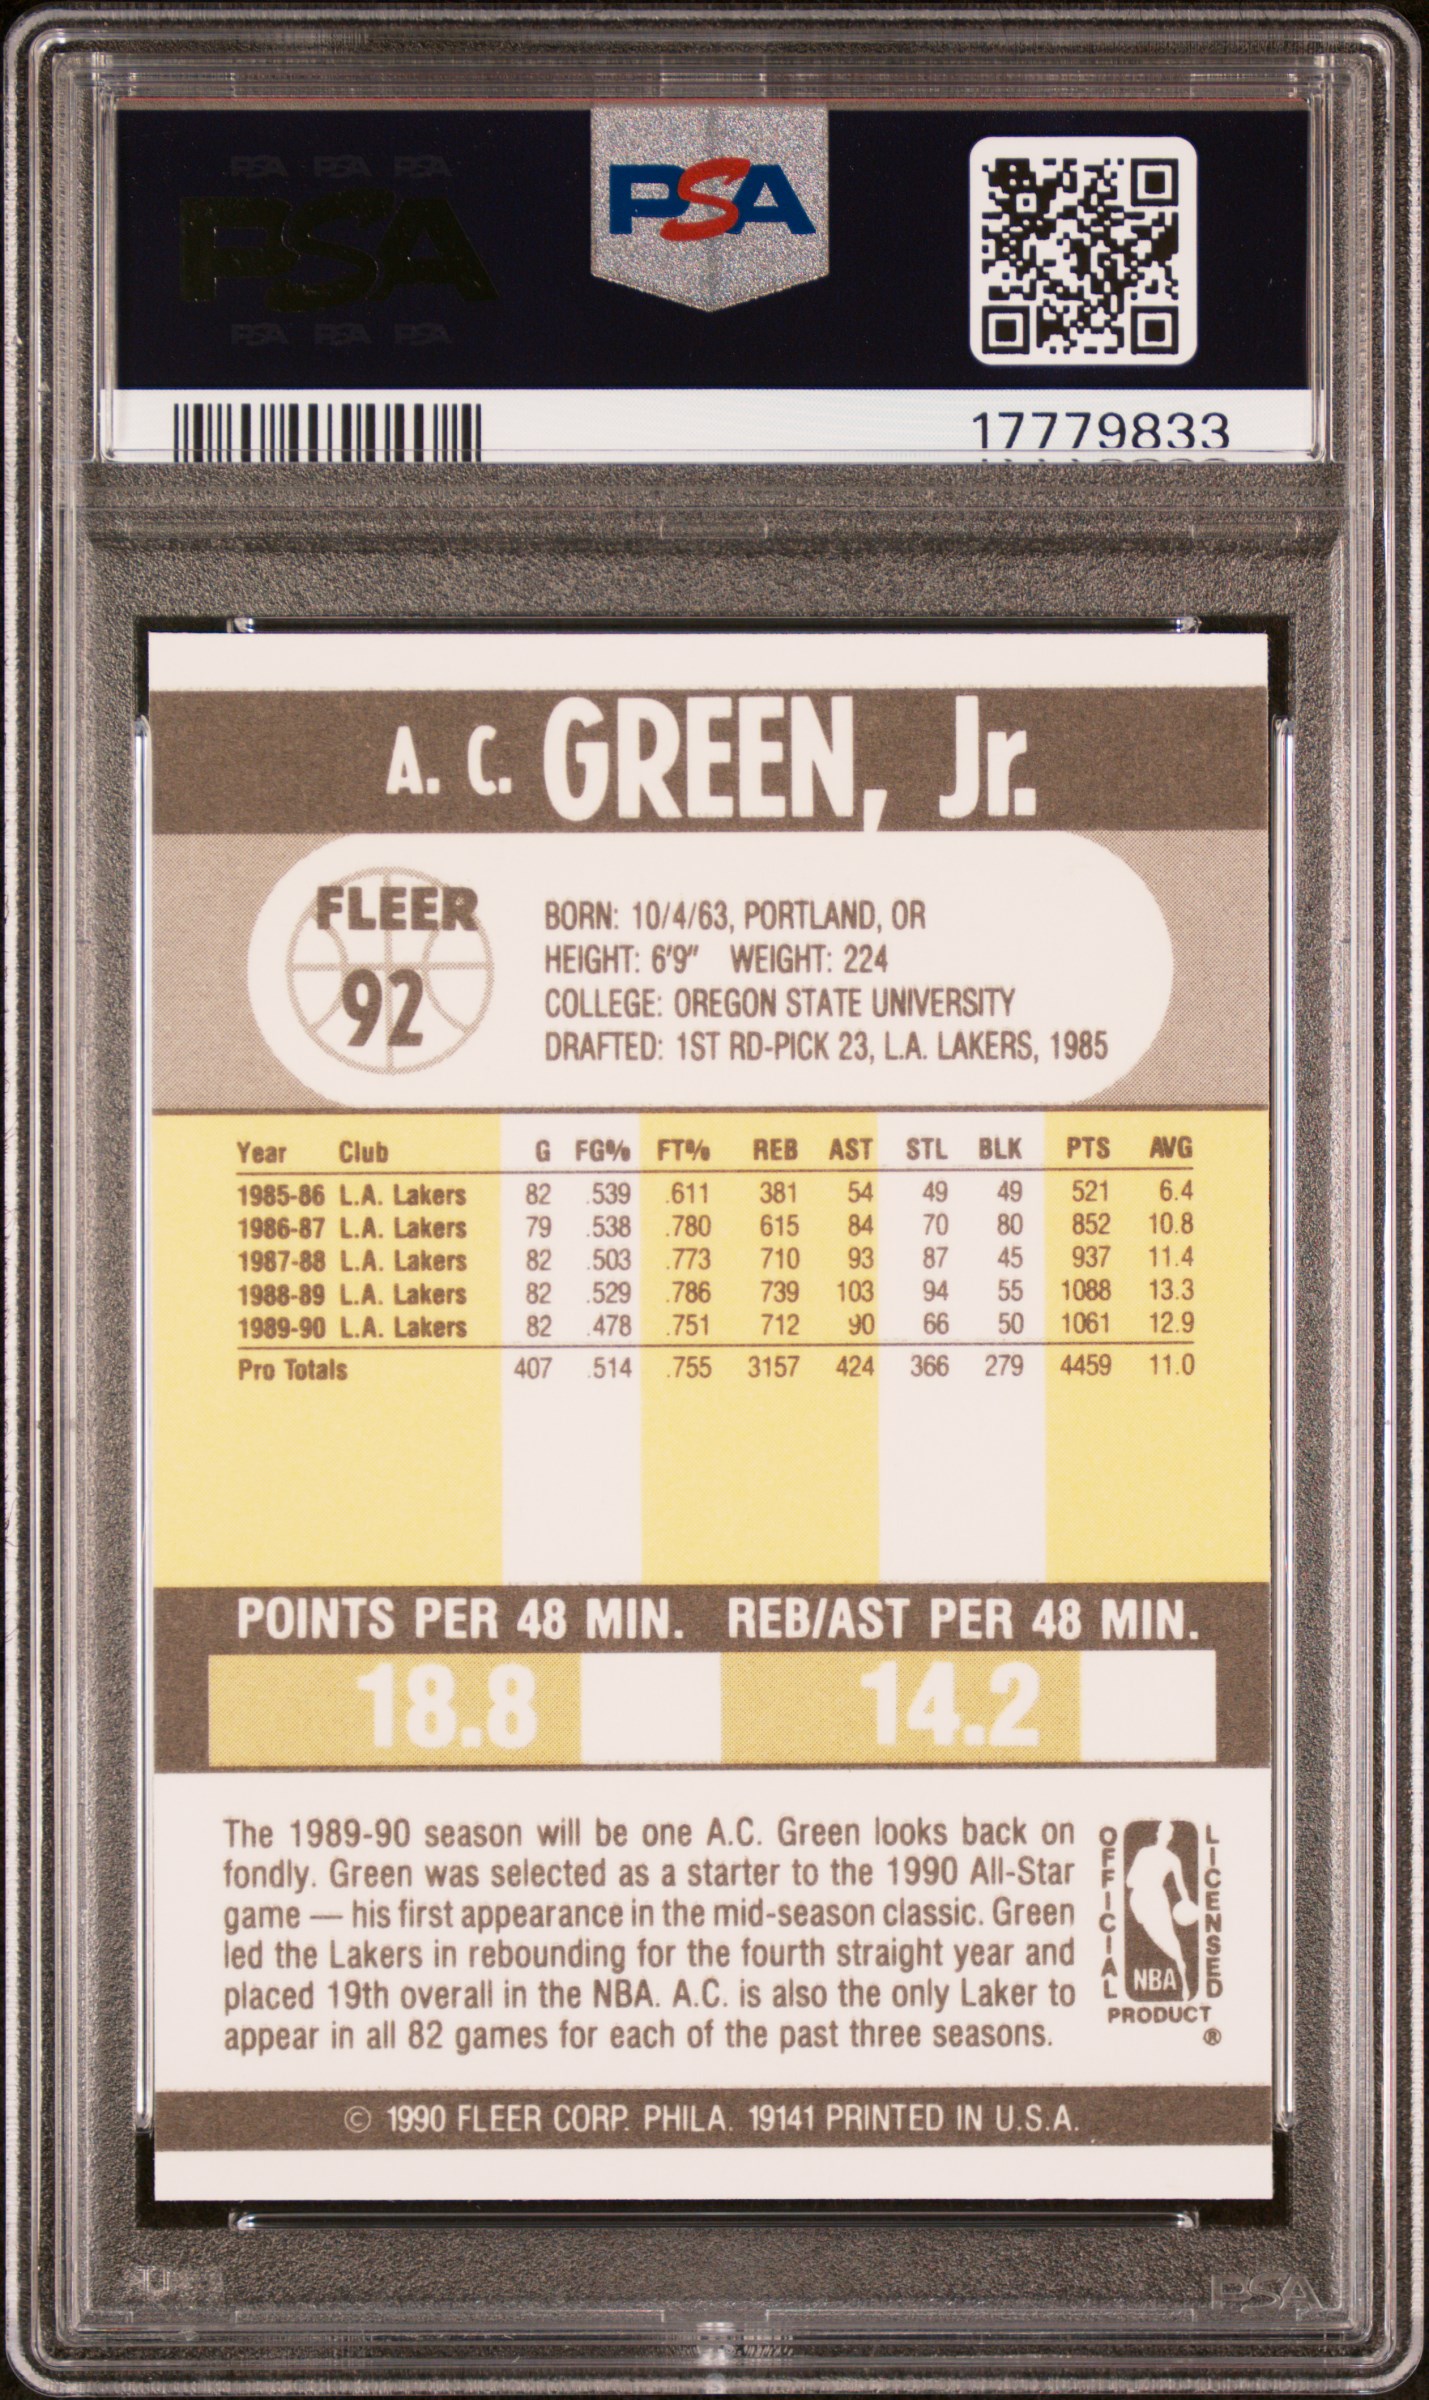 PSA PSA PSA
PSA
PSA PSA PSA
PSA
17779833
A. C. GREEN, Jr.
FLEER
92
BORN: 10/4/63, PORTLAND, OR
HEIGHT: 6'9" WEIGHT: 224
COLLEGE: OREGON STATE UNIVERSITY
DRAFTED: 1ST RD-PICK 23, L.A. LAKERS, 1985
Year Club G FG% FT% REB AST STL BLK PTS AVG
1985-86 L.A. Lakers 82 .539 .611 381 54 49 49 521 6.4
1986-87 L.A. Lakers 79 .538 .780 615 84 70 80 852 10.8
1987-88 L.A. Lakers 82 .503 .773 710 93 87 45 937 11.4
1988-89 L.A. Lakers 82 .529 .786 739 103 94 55 1088 13.3
1989-90 L.A. Lakers 82 .478 .751 712 90 66 50 1061 12.9
Pro Totals 407 .514 .755 3157 424 366 279 4459 11.0
POINTS PER 48 MIN. REB/AST PER 48 MIN.
18.8 14.2
The 1989-90 season will be one A.C. Green looks back on
fondly. Green was selected as a starter to the 1990 All-Star
game — his first appearance in the mid-season classic. Green
led the Lakers in rebounding for the fourth straight year and
placed 19th overall in the NBA. A.C. is also the only Laker to
appear in all 82 games for each of the past three seasons.
OFFICIAL
LICENSED
NBA
PRODUCT
®
© 1990 FLEER CORP. PHILA. 19141 PRINTED IN U.S.A.
PSA